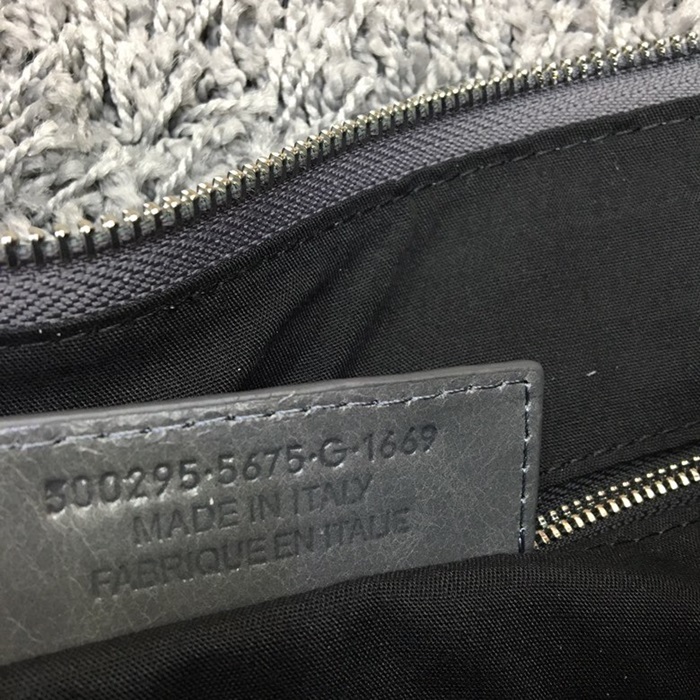 500295·5675·G·1669
MADE IN ITALY
FABRIQUE EN ITALIE